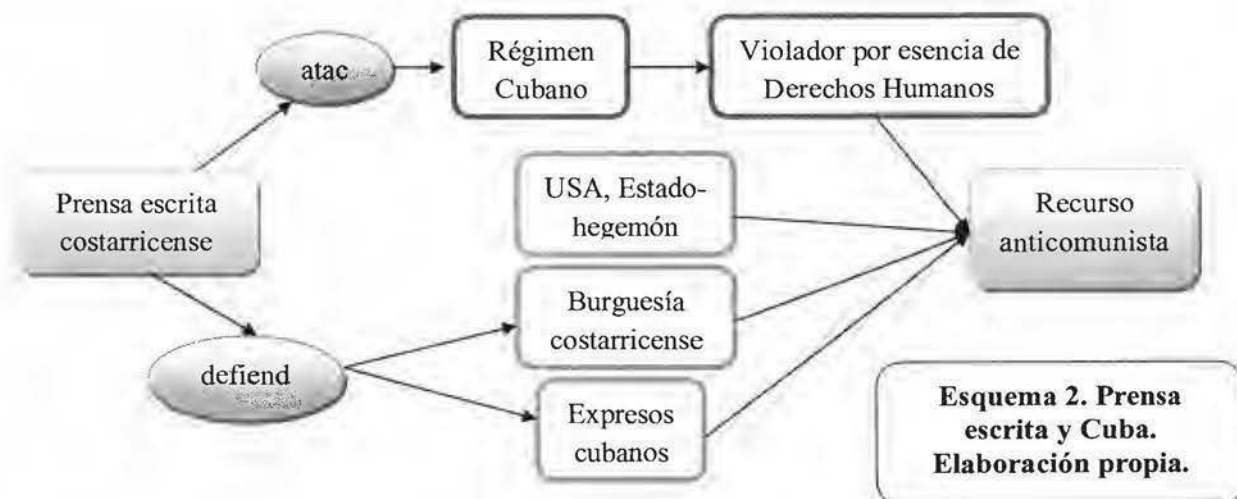 atac
Régimen
Cubano
Violador por esencia de
Derechos Humanos
Prensa escrita
costarricense
USA, Estado-
hegemón
Recurso
anticomunista
Burguesía
costarricense
defiend
Expresos
cubanos
Esquema 2. Prensa
escrita y Cuba.
Elaboración propia.